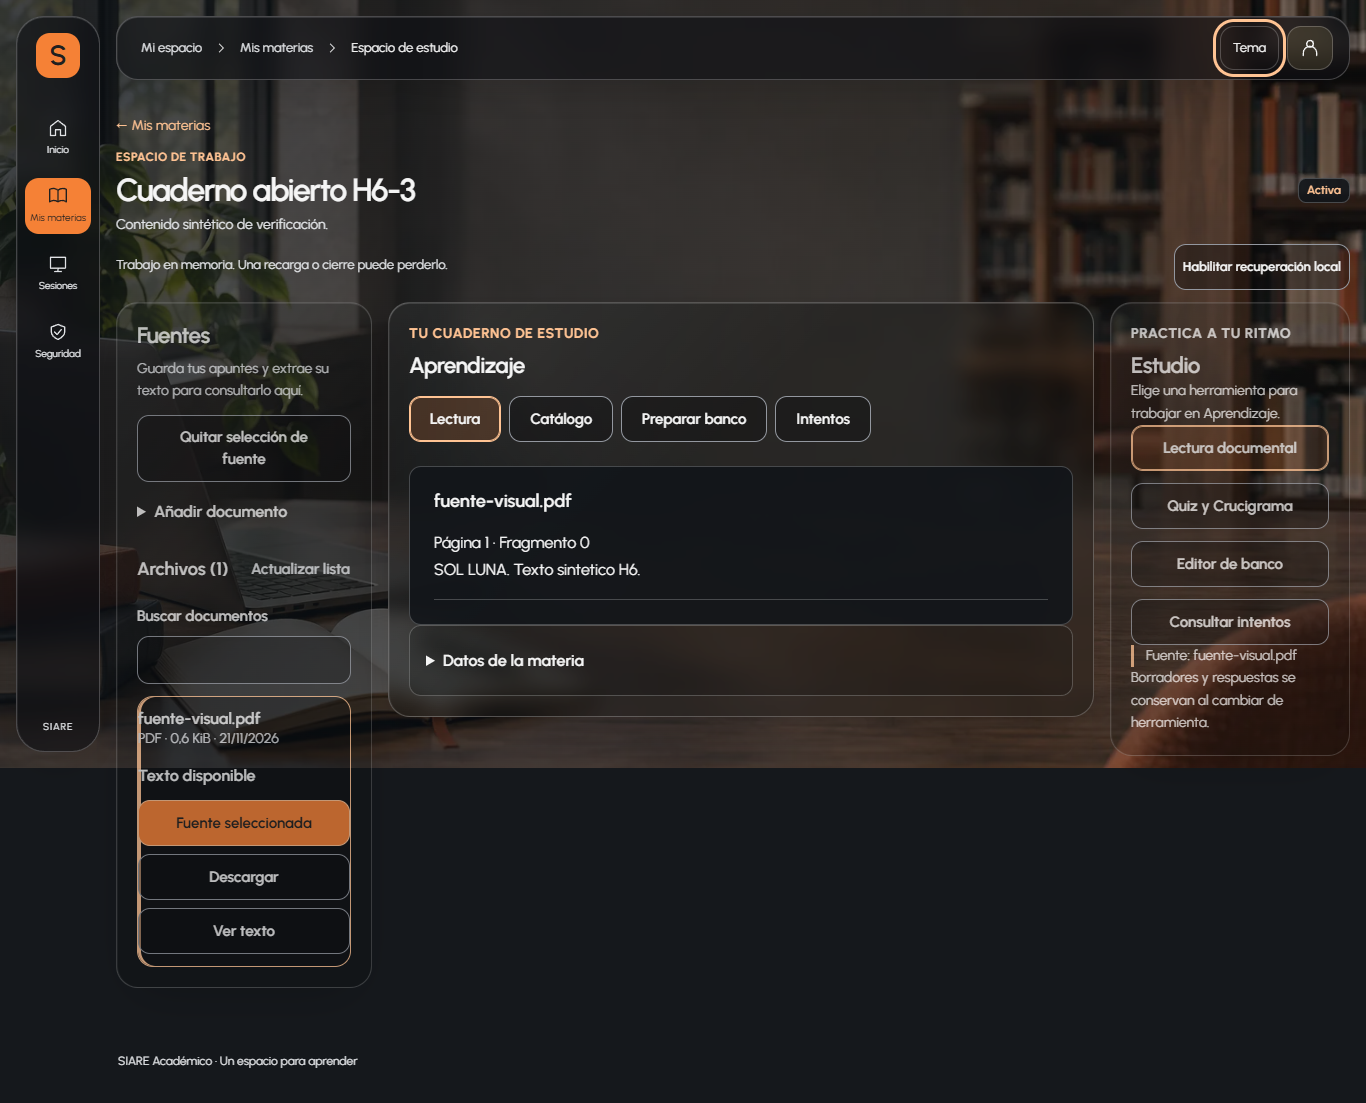 S
Inicio
Mis materias
Sesiones
Seguridad
SIARE
Mi espacio > Mis materias > Espacio de estudio
Tema
← Mis materias
ESPACIO DE TRABAJO
Cuaderno abierto H6-3
Activa
Contenido sintético de verificación.
Trabajo en memoria. Una recarga o cierre puede perderlo.
Habilitar recuperación local
Fuentes
Guarda tus apuntes y extrae su
texto para consultarlo aquí.
Quitar selección de
fuente
Añadir documento
Archivos (1)
Actualizar lista
Buscar documentos
fuente-visual.pdf
PDF · 0,6 KiB · 21/11/2026
Texto disponible
Fuente seleccionada
Descargar
Ver texto
TU CUADERNO DE ESTUDIO
Aprendizaje
Lectura
Catálogo
Preparar banco
Intentos
fuente-visual.pdf
Página 1 · Fragmento 0
SOL LUNA. Texto sintetico H6.
Datos de la materia
PRACTICA A TU RITMO
Estudio
Elige una herramienta para
trabajar en Aprendizaje.
Lectura documental
Quiz y Crucigrama
Editor de banco
Consultar intentos
Fuente: fuente-visual.pdf
Borradores y respuestas se
conservan al cambiar de
herramienta.
SIARE Académico · Un espacio para aprender